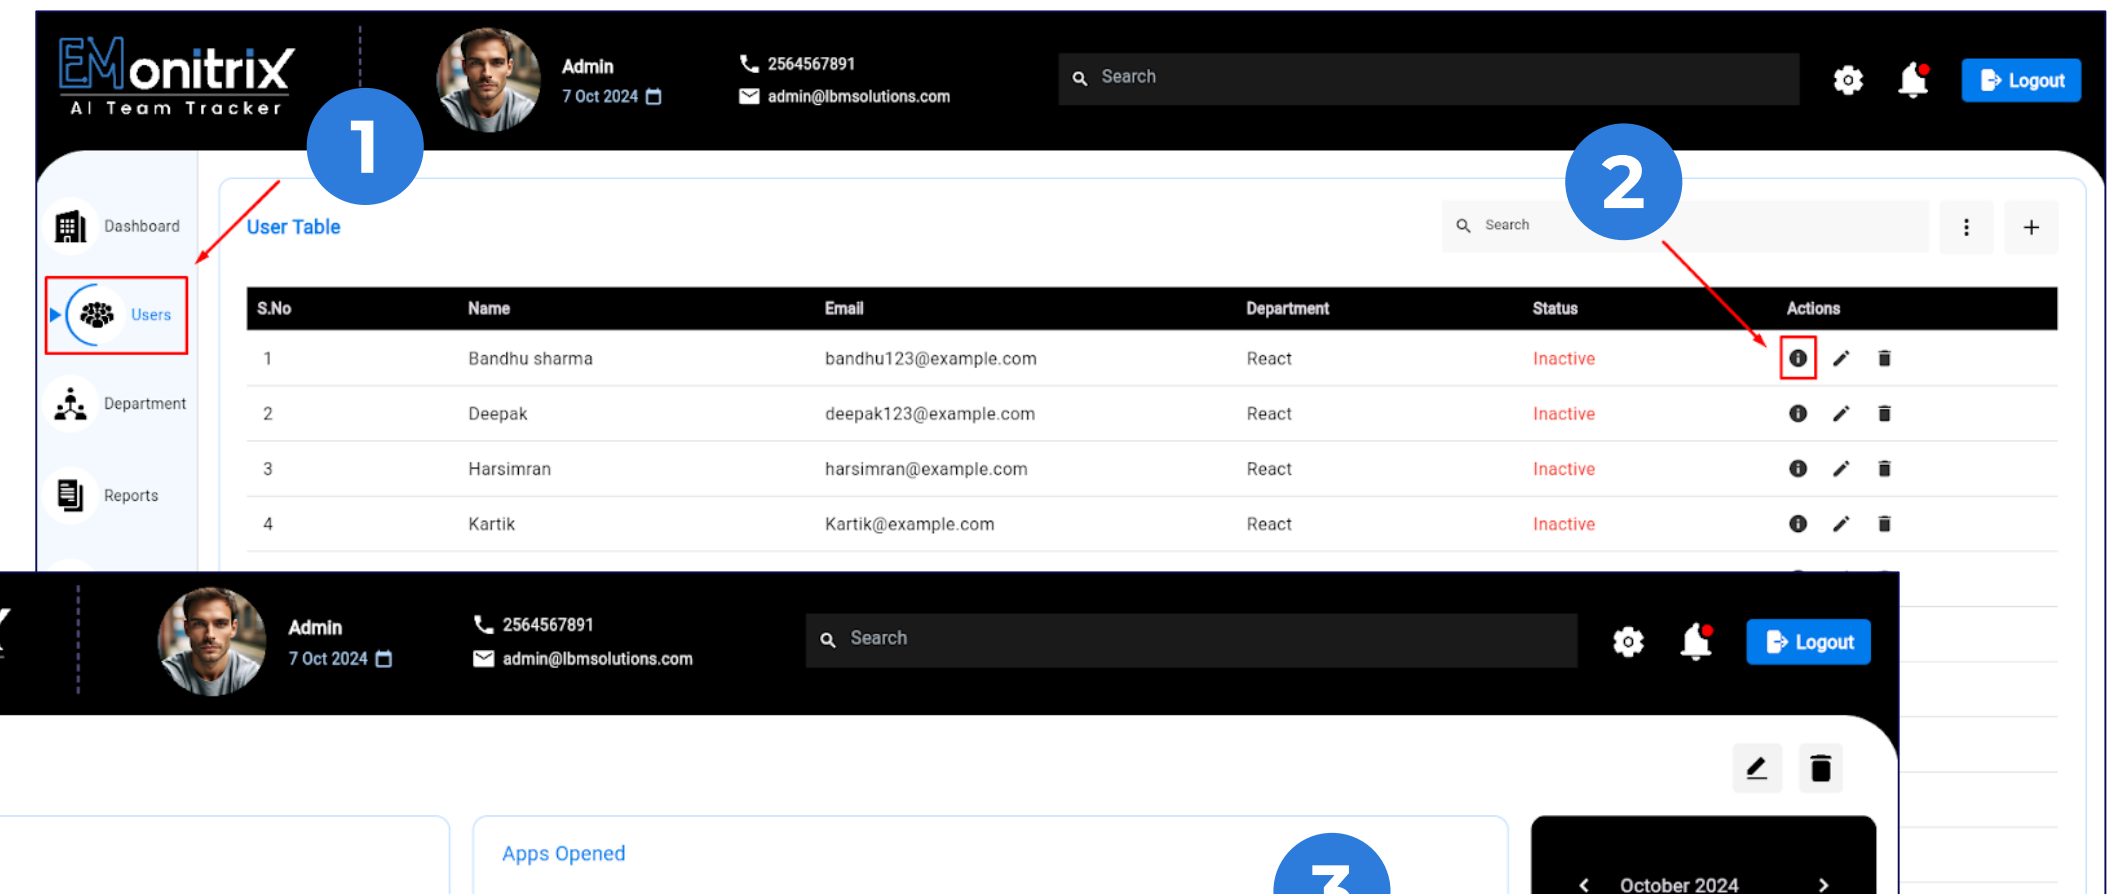 EMonitrix
AI Team Tracker
Admin
7 Oct 2024
2564567891
admin@lbmsolutions.com
Search
Logout
1
2
Dashboard
Users
Department
Reports
User Table
Search
S.No Name Email Department Status Actions
1 Bandhu sharma bandhu123@example.com React Inactive
2 Deepak deepak123@example.com React Inactive
3 Harsimran harsimran@example.com React Inactive
4 Kartik Kartik@example.com React Inactive
Admin
7 Oct 2024
2564567891
admin@lbmsolutions.com
Search
Logout
Apps Opened
3
October 2024